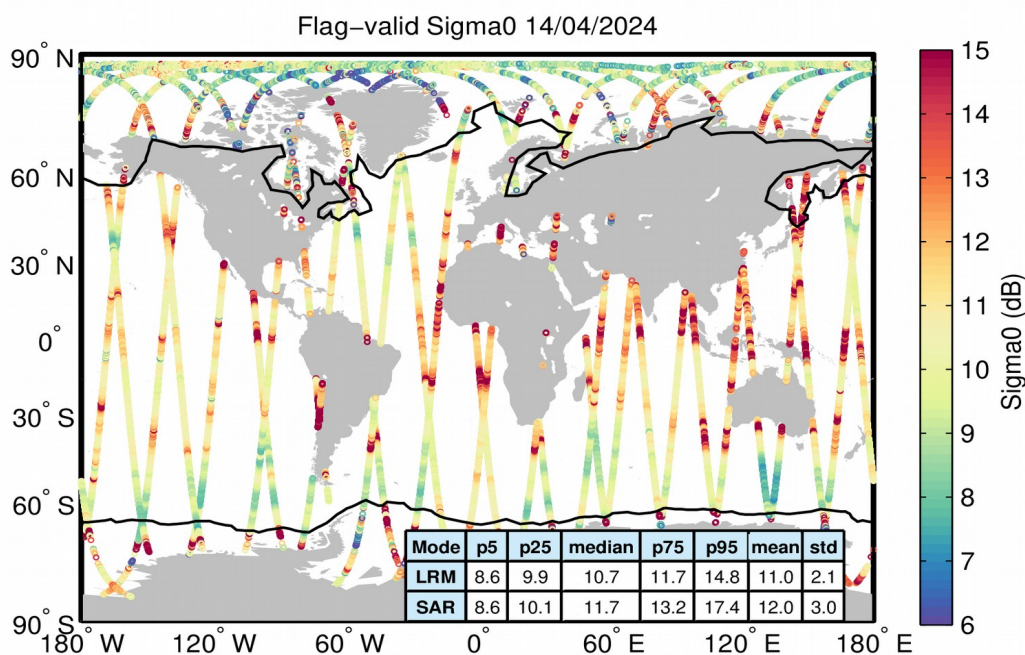 Flag-valid Sigma0 14/04/2024
90° N
60° N
30° N
0°
30° S
60° S
90° S
180° W
120° W
60° W
0°
60° E
120° E
180° E
Mode p5 p25 median p75 p95 mean std
LRM 8.6 9.9 10.7 11.7 14.8 11.0 2.1
SAR 8.6 10.1 11.7 13.2 17.4 12.0 3.0
15
14
13
12
11
10
9
8
7
6
Sigma0 (dB)